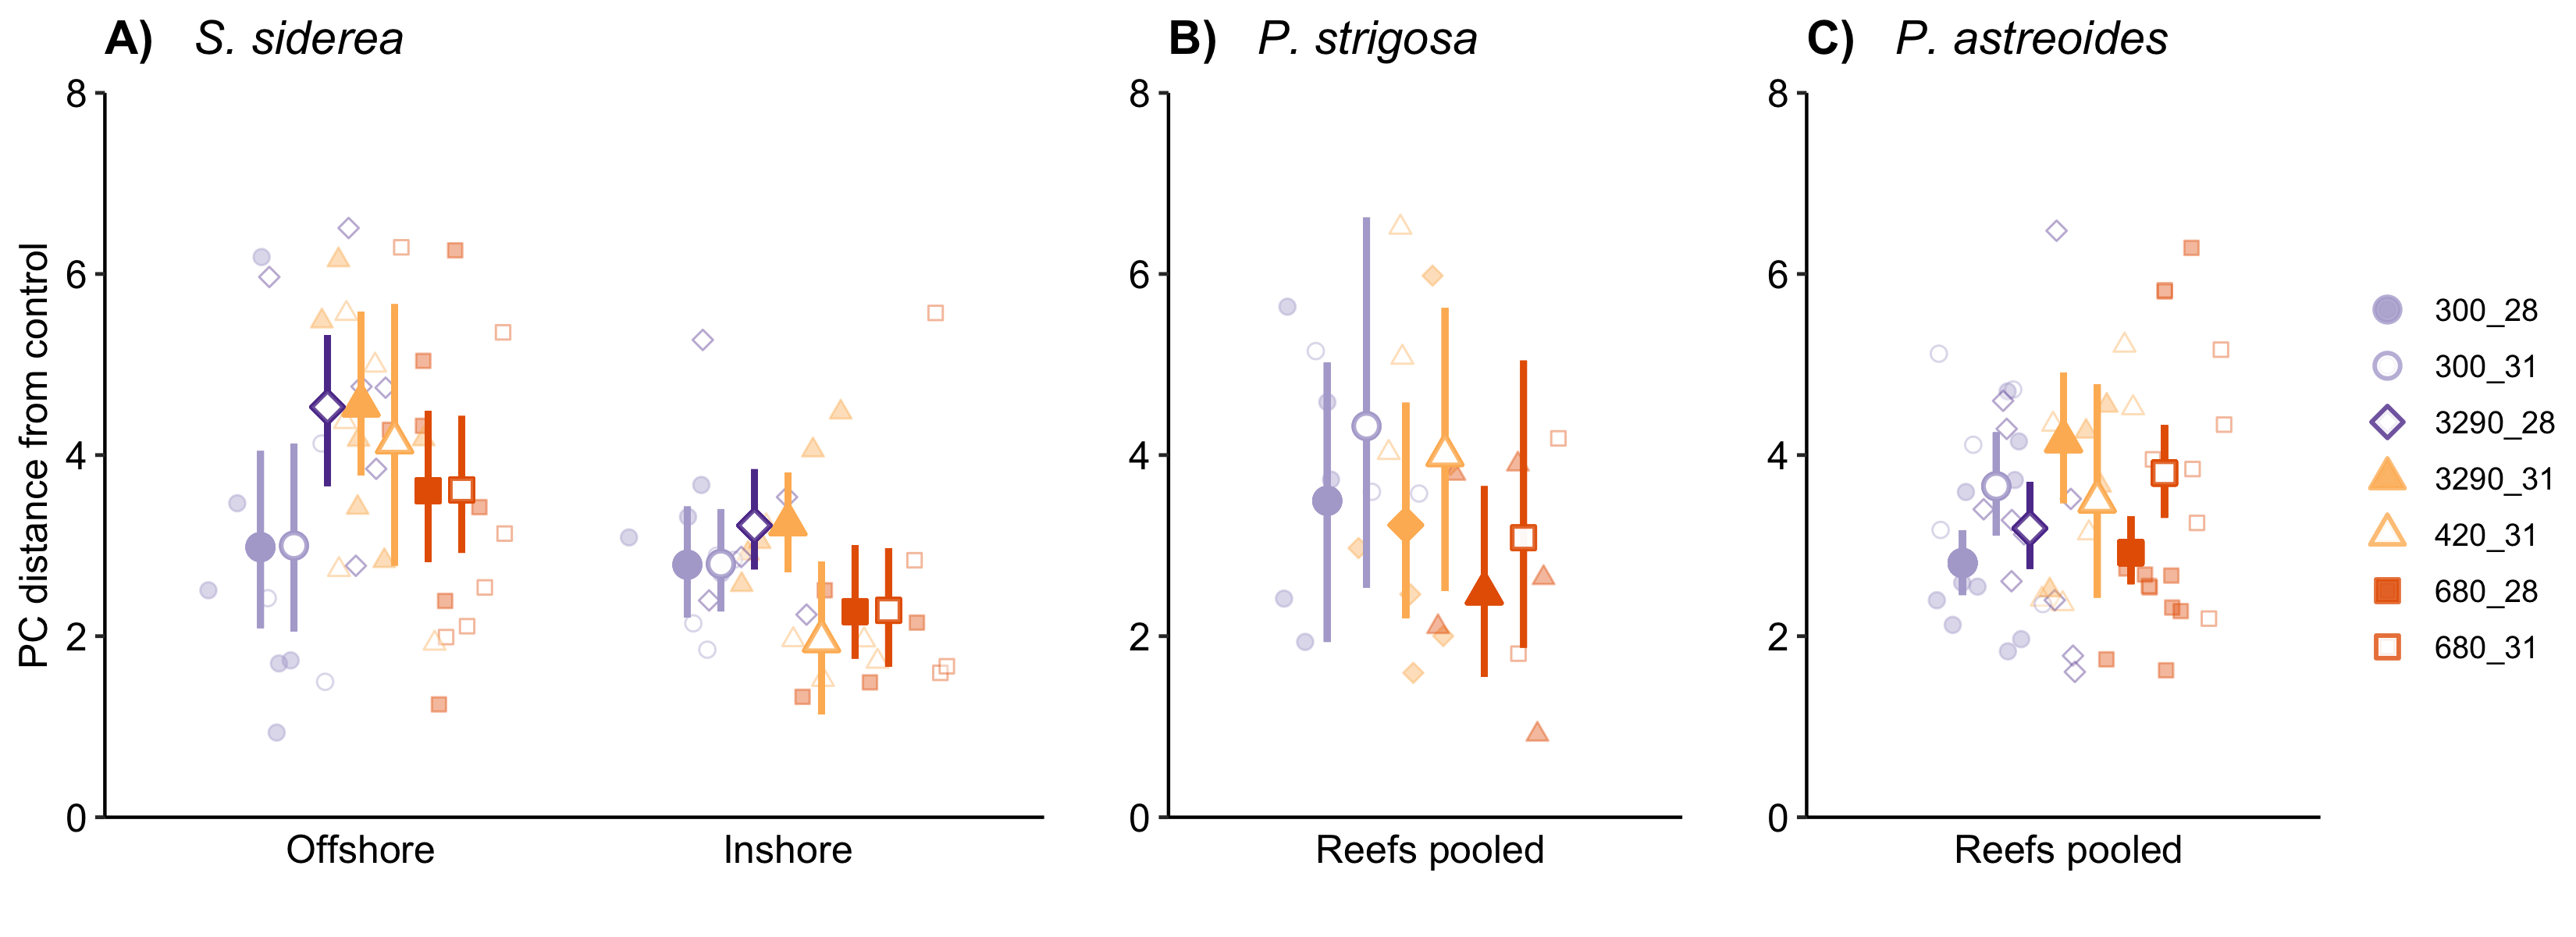 A) S. siderea
B) P. strigosa
C) P. astreoides
PC distance from control
8
6
4
2
0
Offshore
Inshore
8
6
4
2
0
Reefs pooled
8
6
4
2
0
Reefs pooled
300_28
300_31
3290_28
3290_31
420_31
680_28
680_31